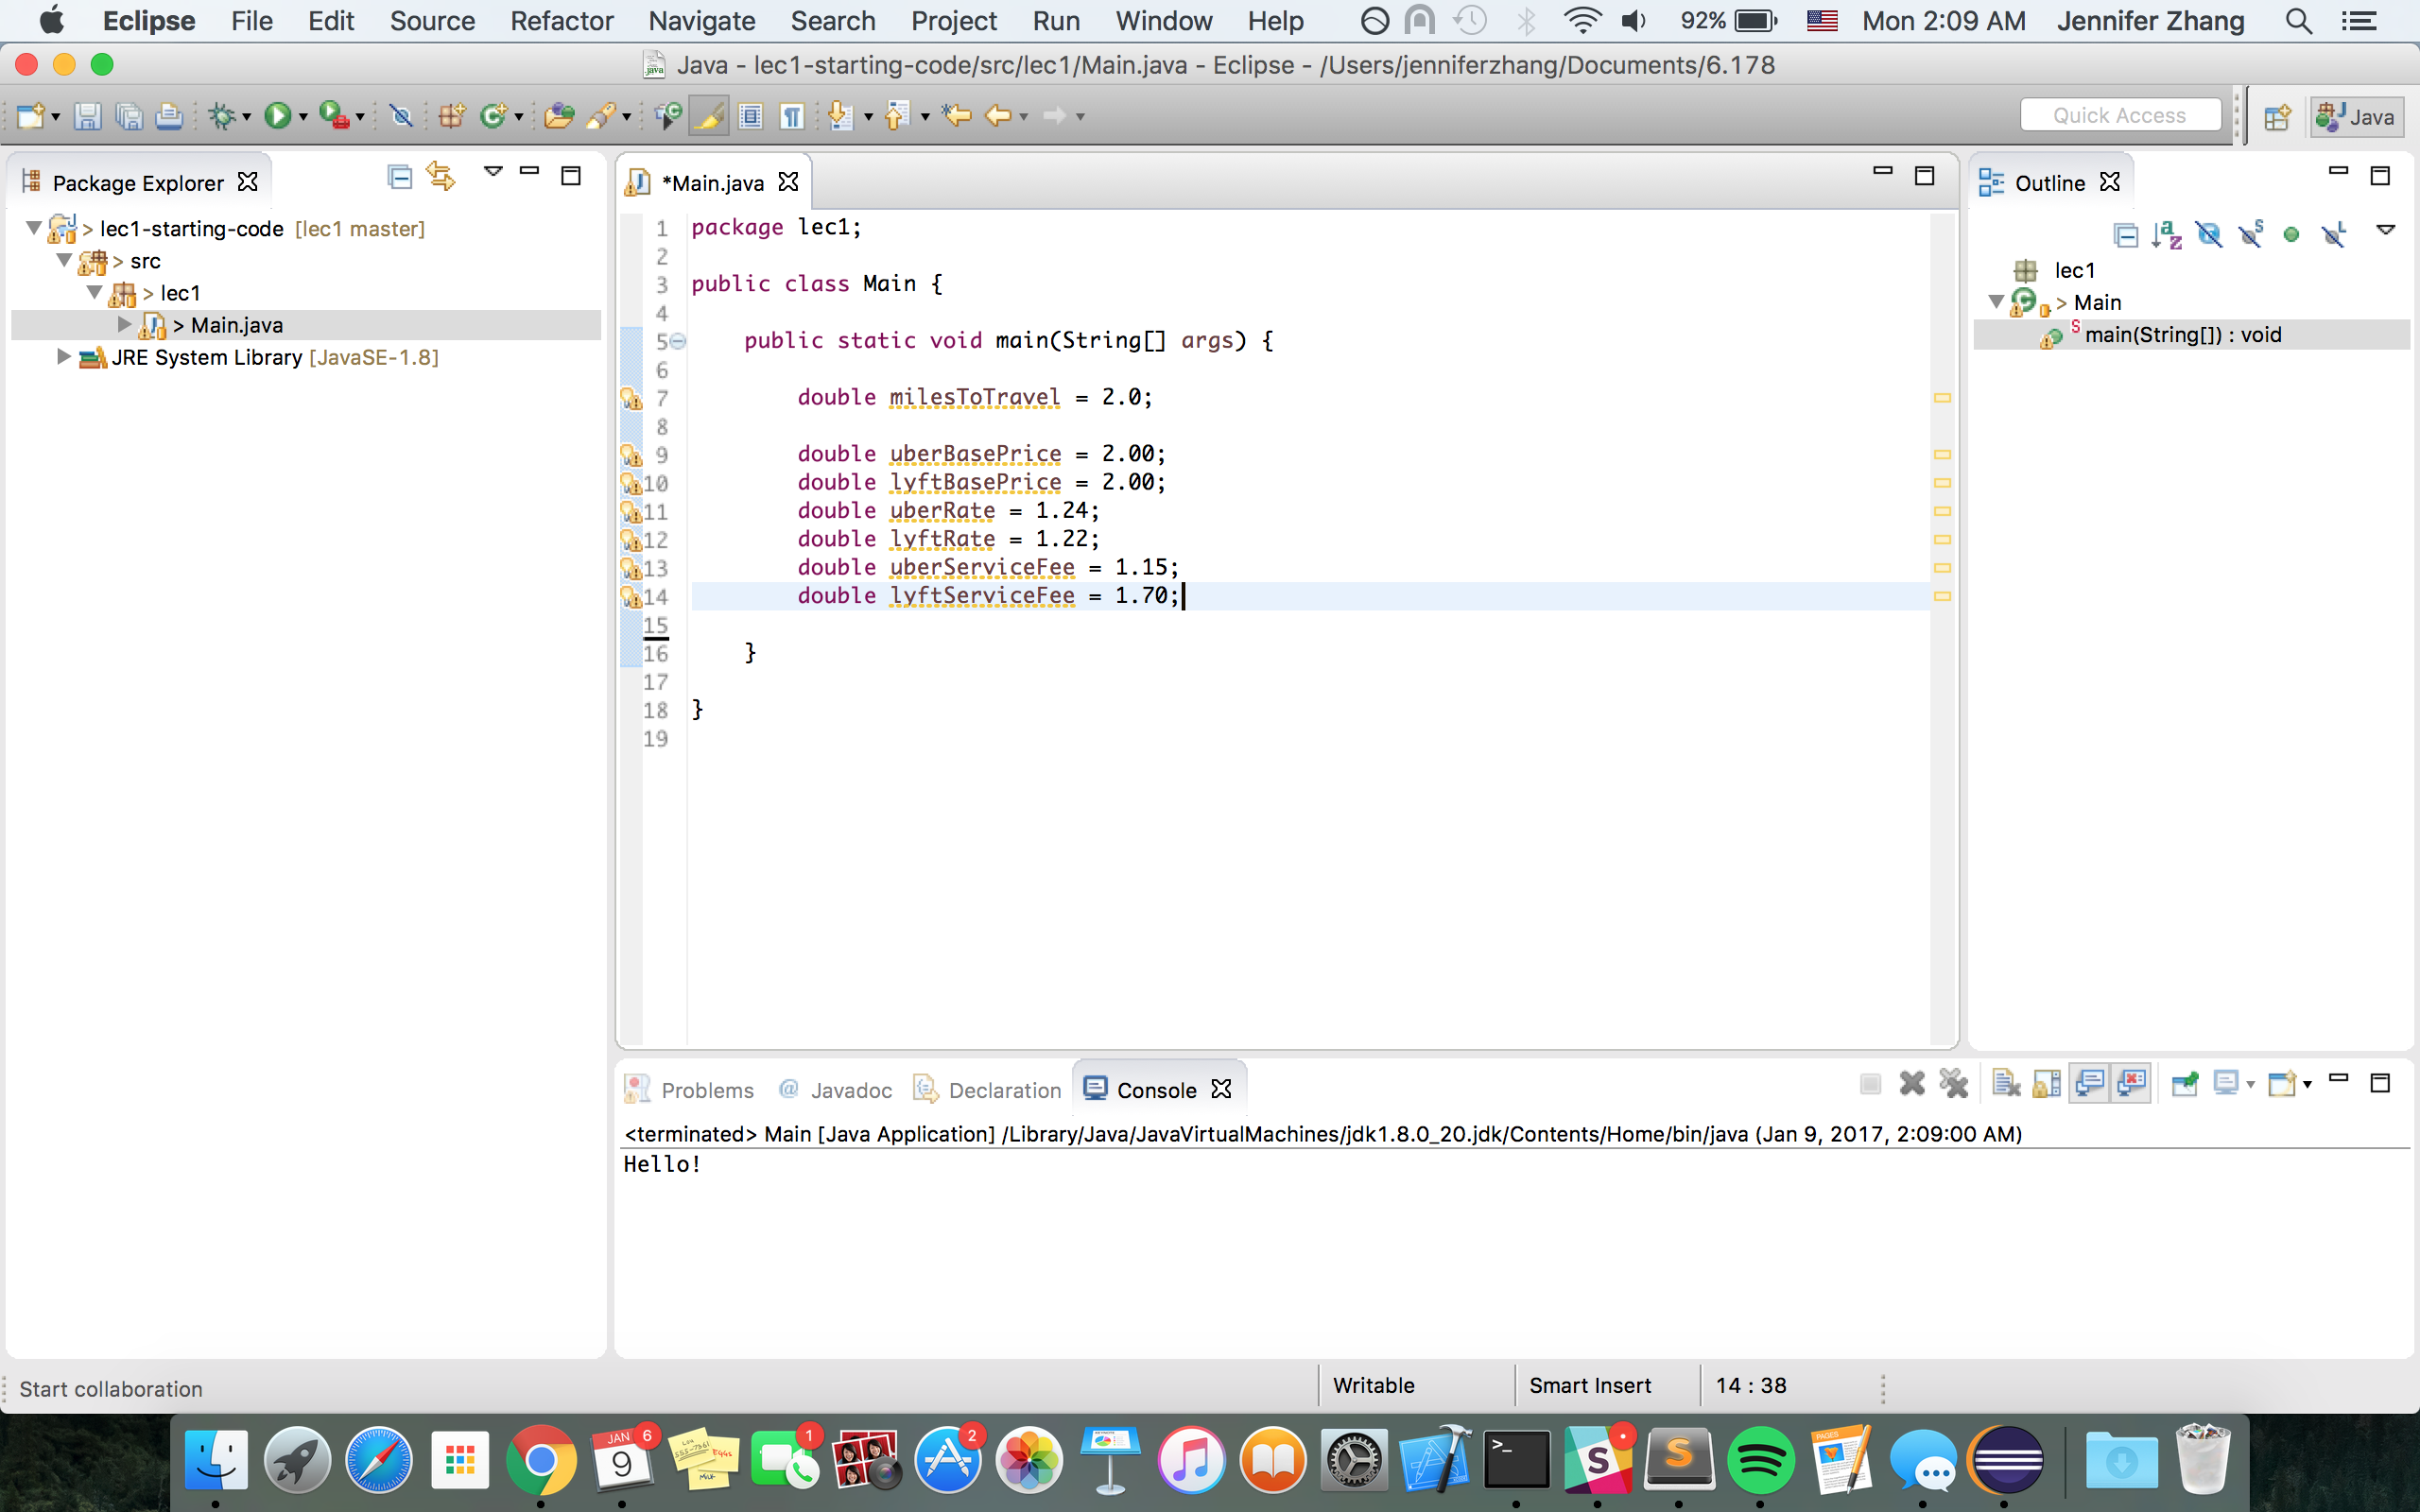 Eclipse File Edit Source Refactor Navigate Search Project Run Window Help 92% Mon 2:09 AM Jennifer Zhang
Java - lec1-starting-code/src/lec1/Main.java - Eclipse - /Users/jenniferzhang/Documents/6.178
Quick Access
Java
Package Explorer
> lec1-starting-code [lec1 master]
> src
> lec1
> Main.java
JRE System Library [JavaSE-1.8]
*Main.java
1 package lec1;
2
3 public class Main {
4
5 public static void main(String[] args) {
6
7 double milesToTravel = 2.0;
8
9 double uberBasePrice = 2.00;
10 double lyftBasePrice = 2.00;
11 double uberRate = 1.24;
12 double lyftRate = 1.22;
13 double uberServiceFee = 1.15;
14 double lyftServiceFee = 1.70;
15
16 }
17
18 }
19
Outline
lec1
> Main
main(String[]) : void
Problems Javadoc Declaration Console
<terminated> Main [Java Application] /Library/Java/JavaVirtualMachines/jdk1.8.0_20.jdk/Contents/Home/bin/java (Jan 9, 2017, 2:09:00 AM)
Hello!
Start collaboration
Writable Smart Insert 14 : 38
JAN 9 6
1
2